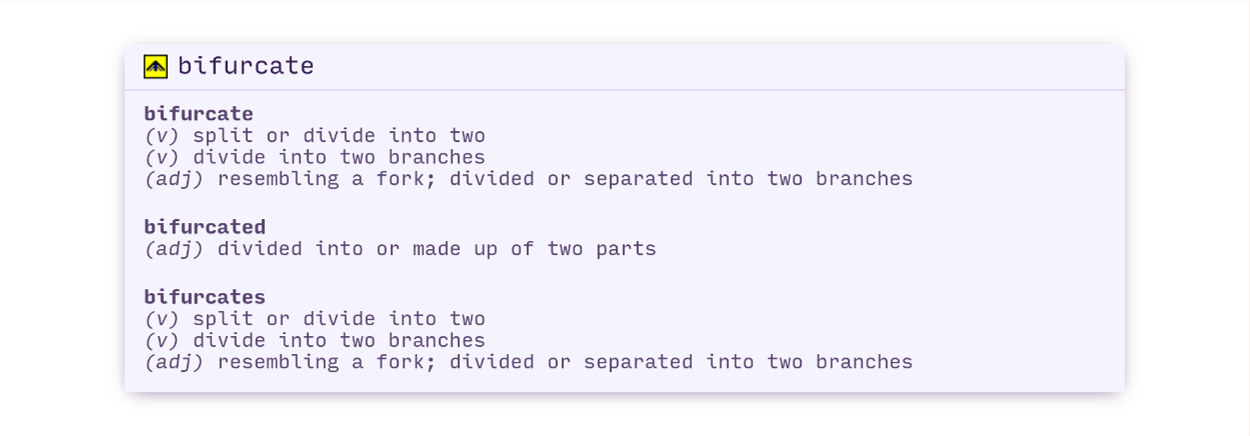 bifurcate
bifurcate
(v) split or divide into two
(v) divide into two branches
(adj) resembling a fork; divided or separated into two branches
bifurcated
(adj) divided into or made up of two parts
bifurcates
(v) split or divide into two
(v) divide into two branches
(adj) resembling a fork; divided or separated into two branches